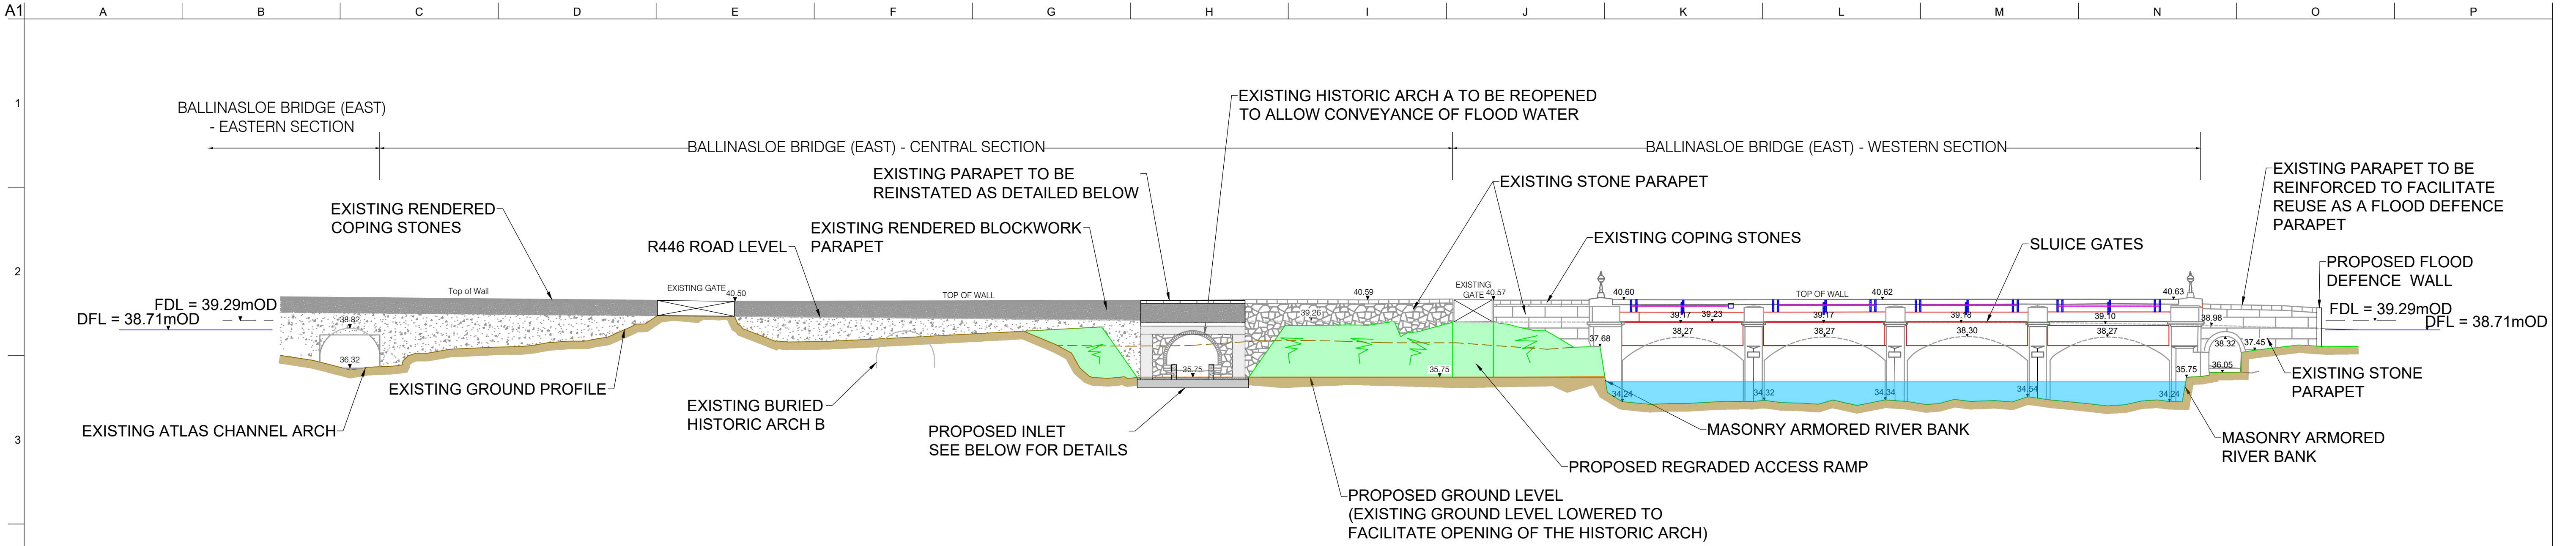 A1
A B C D E F G H I J K L M N O P
1
2
3
BALLINASLOE BRIDGE (EAST)
- EASTERN SECTION
BALLINASLOE BRIDGE (EAST) - CENTRAL SECTION
BALLINASLOE BRIDGE (EAST) - WESTERN SECTION
EXISTING HISTORIC ARCH A TO BE REOPENED
TO ALLOW CONVEYANCE OF FLOOD WATER
EXISTING PARAPET TO BE
REINSTATED AS DETAILED BELOW
EXISTING STONE PARAPET
EXISTING PARAPET TO BE
REINFORCED TO FACILITATE
REUSE AS A FLOOD DEFENCE
PARAPET
EXISTING RENDERED
COPING STONES
R446 ROAD LEVEL
EXISTING RENDERED BLOCKWORK
PARAPET
EXISTING COPING STONES
SLUICE GATES
PROPOSED FLOOD
DEFENCE WALL
FDL = 39.29mOD
DFL = 38.71mOD
Top of Wall
EXISTING GATE
40.50
TOP OF WALL
40.59
EXISTING
GATE
40.57
40.60
TOP OF WALL
40.62
40.63
FDL = 39.29mOD
DFL = 38.71mOD
38.82
36.32
39.26
35.75
35.75
37.68
39.17
39.23
39.17
39.18
39.10
38.98
38.27
38.27
38.30
38.27
38.32
37.45
36.05
35.75
34.24
34.32
34.34
34.54
34.24
EXISTING GROUND PROFILE
EXISTING ATLAS CHANNEL ARCH
EXISTING BURIED
HISTORIC ARCH B
PROPOSED INLET
SEE BELOW FOR DETAILS
EXISTING STONE
PARAPET
MASONRY ARMORED RIVER BANK
MASONRY ARMORED
RIVER BANK
PROPOSED REGRADED ACCESS RAMP
PROPOSED GROUND LEVEL
(EXISTING GROUND LEVEL LOWERED TO
FACILITATE OPENING OF THE HISTORIC ARCH)